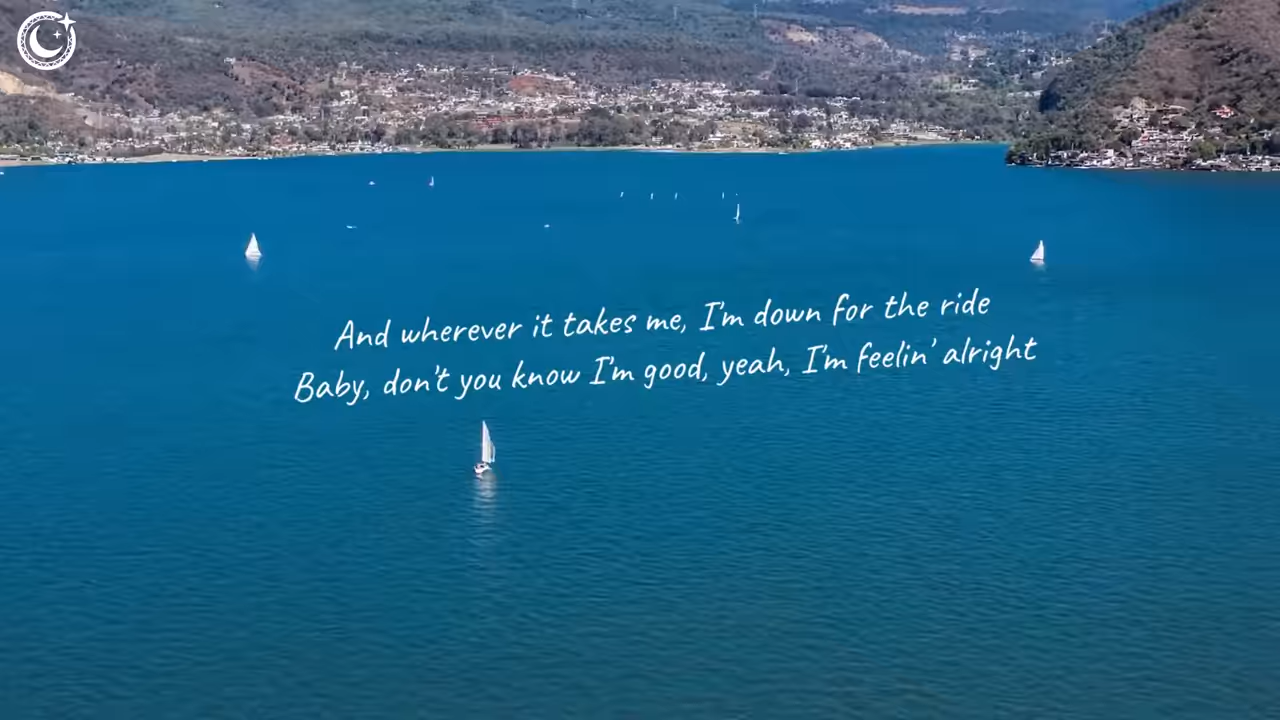 And wherever it takes me, I'm down for the ride
Baby, don't you know I'm good, yeah, I'm feelin' alright